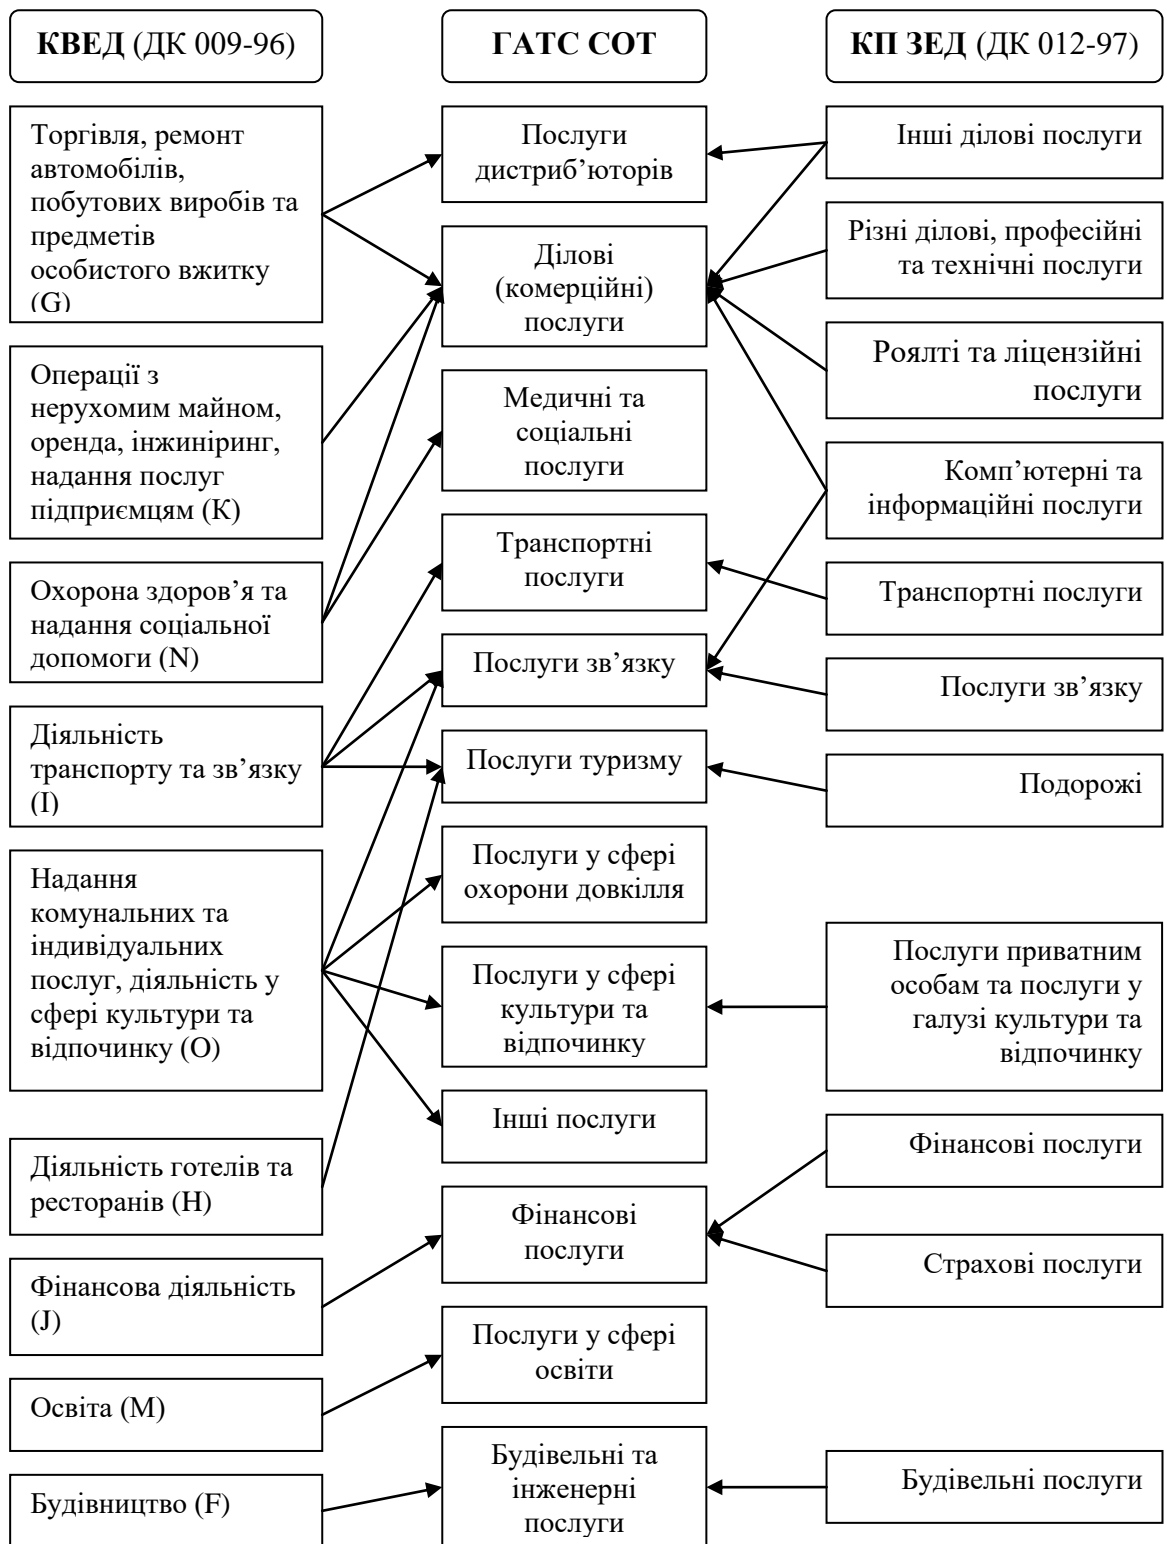 КВЕД (ДК 009-96)
ГАТС СОТ
КП ЗЕД (ДК 012-97)
Торгівля, ремонт
автомобілів,
побутових виробів та
предметів
особистого вжитку
(G)
Операції з
нерухомим майном,
оренда, інжиніринг,
надання послуг
підприємцям (К)
Охорона здоров’я та
надання соціальної
допомоги (N)
Діяльність
транспорту та зв’язку
(I)
Надання
комунальних та
індивідуальних
послуг, діяльність у
сфері культури та
відпочинку (О)
Діяльність готелів та
ресторанів (Н)
Фінансова діяльність
(J)
Освіта (М)
Будівництво (F)
Послуги
дистриб’юторів
Ділові
(комерційні)
послуги
Медичні та
соціальні
послуги
Транспортні
послуги
Послуги зв’язку
Послуги туризму
Послуги у сфері
охорони довкілля
Послуги у сфері
культури та
відпочинку
Інші послуги
Фінансові
послуги
Послуги у сфері
освіти
Будівельні та
інженерні
послуги
Інші ділові послуги
Різні ділові, професійні
та технічні послуги
Роялті та ліцензійні
послуги
Комп’ютерні та
інформаційні послуги
Транспортні послуги
Послуги зв’язку
Подорожі
Послуги приватним
особам та послуги у
галузі культури та
відпочинку
Фінансові послуги
Страхові послуги
Будівельні послуги